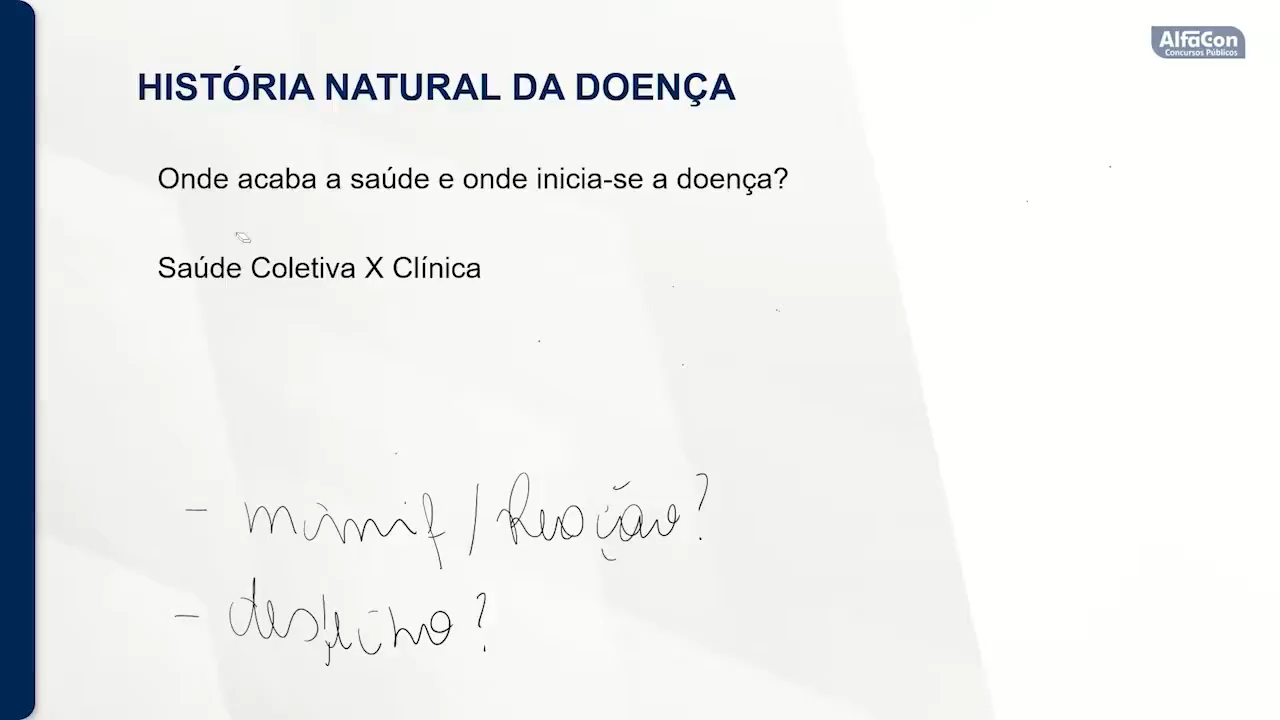 AlfaCon
Concursos Públicos
HISTÓRIA NATURAL DA DOENÇA
Onde acaba a saúde e onde inicia-se a doença?
Saúde Coletiva X Clínica
- / Reação?
- desfecho?